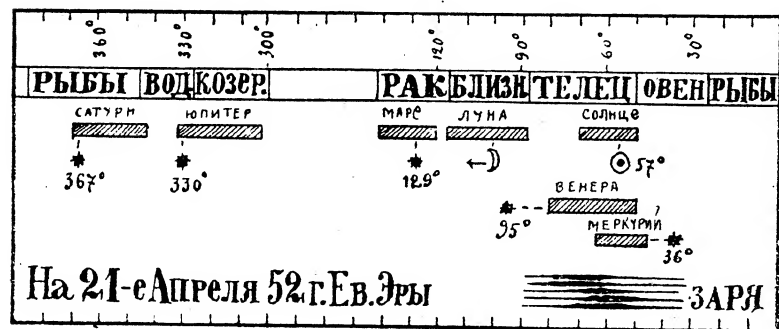 360° 330° 300° 120° 90° 60° 30°
РЫБЫ ВОД. КОЗЕР. РАК БЛИЗН. ТЕЛЕЦ ОВЕН РЫБЫ
САТУРН ЮПИТЕР МАРС ЛУНА СОЛНЦЕ
367° 330° 129° 57°
ВЕНЕРА
95°
МЕРКУРИЙ
36°
На 21-е Апреля 52 г. Ев. Эры ЗАРЯ